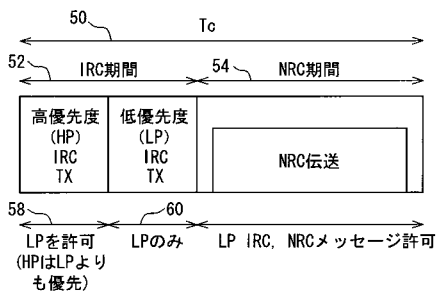 50
Tc
52
IRC期間
54
NRC期間
高優先度
(HP)
IRC
TX
低優先度
(LP)
IRC
TX
NRC伝送
58
60
LPを許可
(HPはLPより
も優先)
LPのみ
LP IRC, NRCメッセージ許可